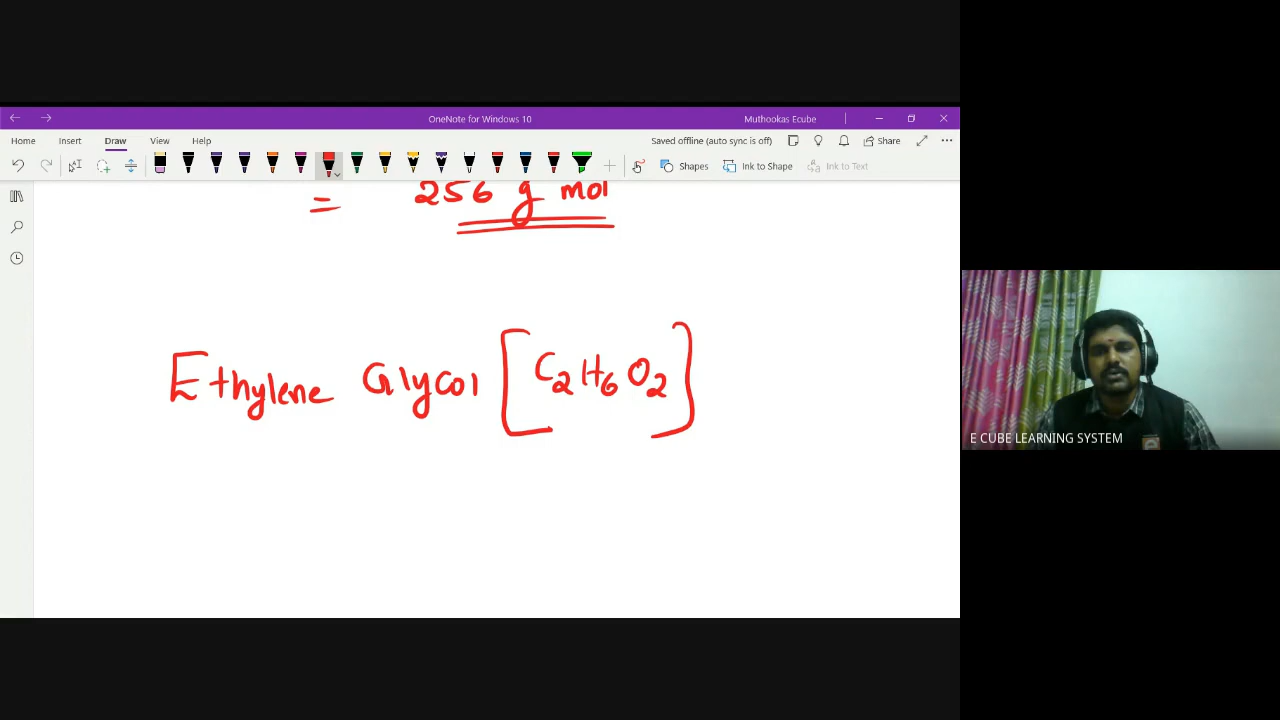 OneNote for Windows 10
Muthookas Ecube
Home Insert Draw View Help
Saved offline (auto sync is off)
Share
Shapes
Ink to Shape
Ink to Text
= 256 g mol
Ethylene Glycol [C2H6O2]
E CUBE LEARNING SYSTEM